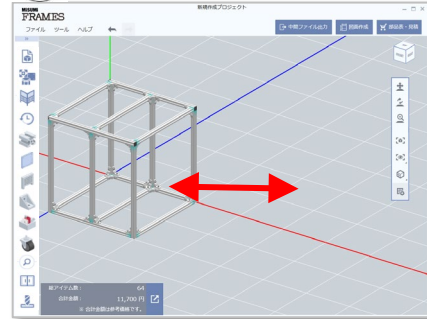 新規作成プロジェクト
MISUMI
FRAMES
ファイル ツール ヘルプ
中間ファイル出力 図面作成 部品表・見積
総アイテム数： 64
合計金額： 11,700 円
※ 合計金額は参考価格です。